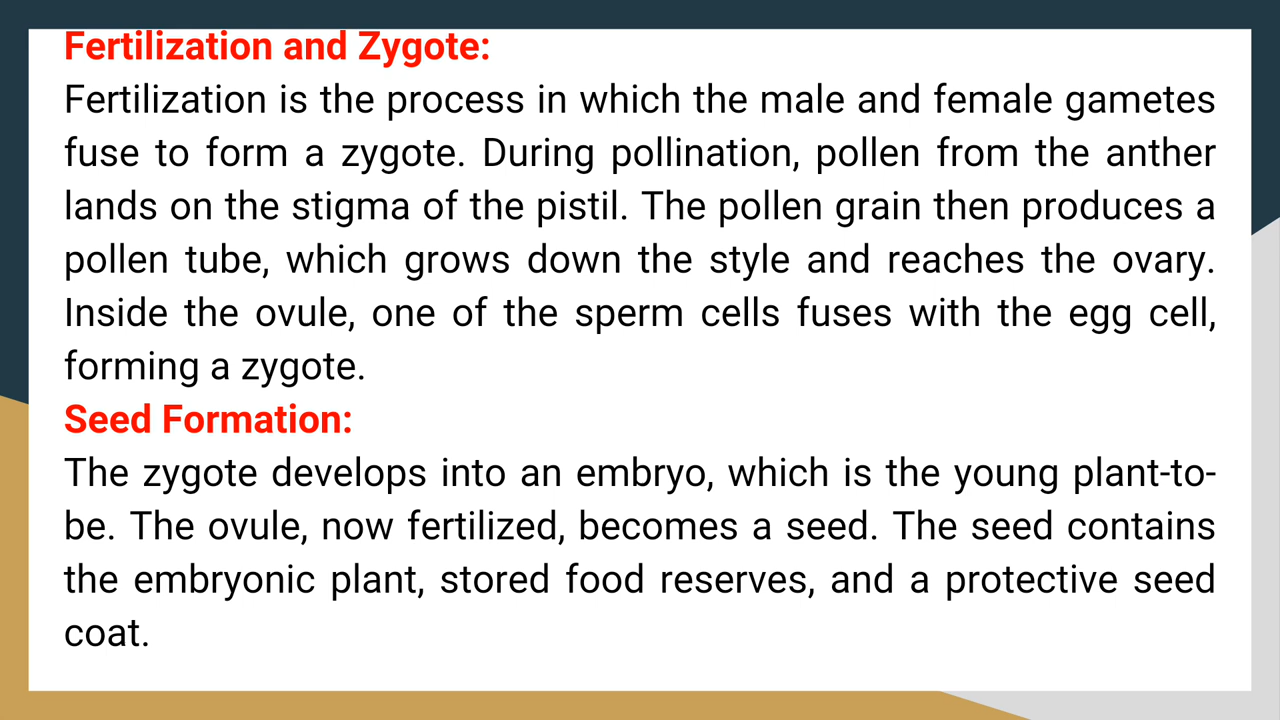 Fertilization and Zygote:
Fertilization is the process in which the male and female gametes
fuse to form a zygote. During pollination, pollen from the anther
lands on the stigma of the pistil. The pollen grain then produces a
pollen tube, which grows down the style and reaches the ovary.
Inside the ovule, one of the sperm cells fuses with the egg cell,
forming a zygote.
Seed Formation:
The zygote develops into an embryo, which is the young plant-to-
be. The ovule, now fertilized, becomes a seed. The seed contains
the embryonic plant, stored food reserves, and a protective seed
coat.